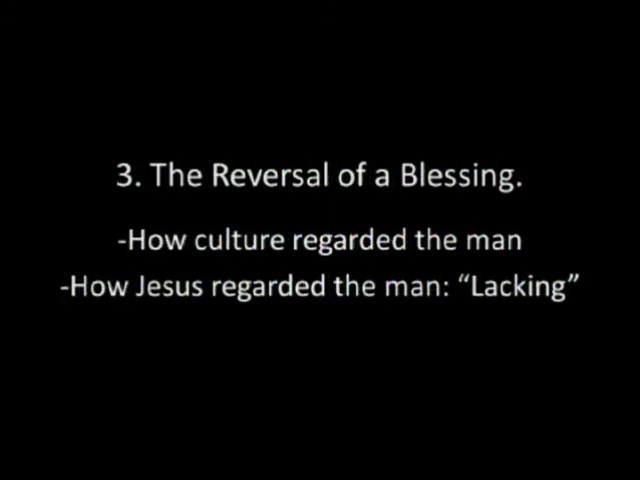 3. The Reversal of a Blessing.
-How culture regarded the man
-How Jesus regarded the man: “Lacking”